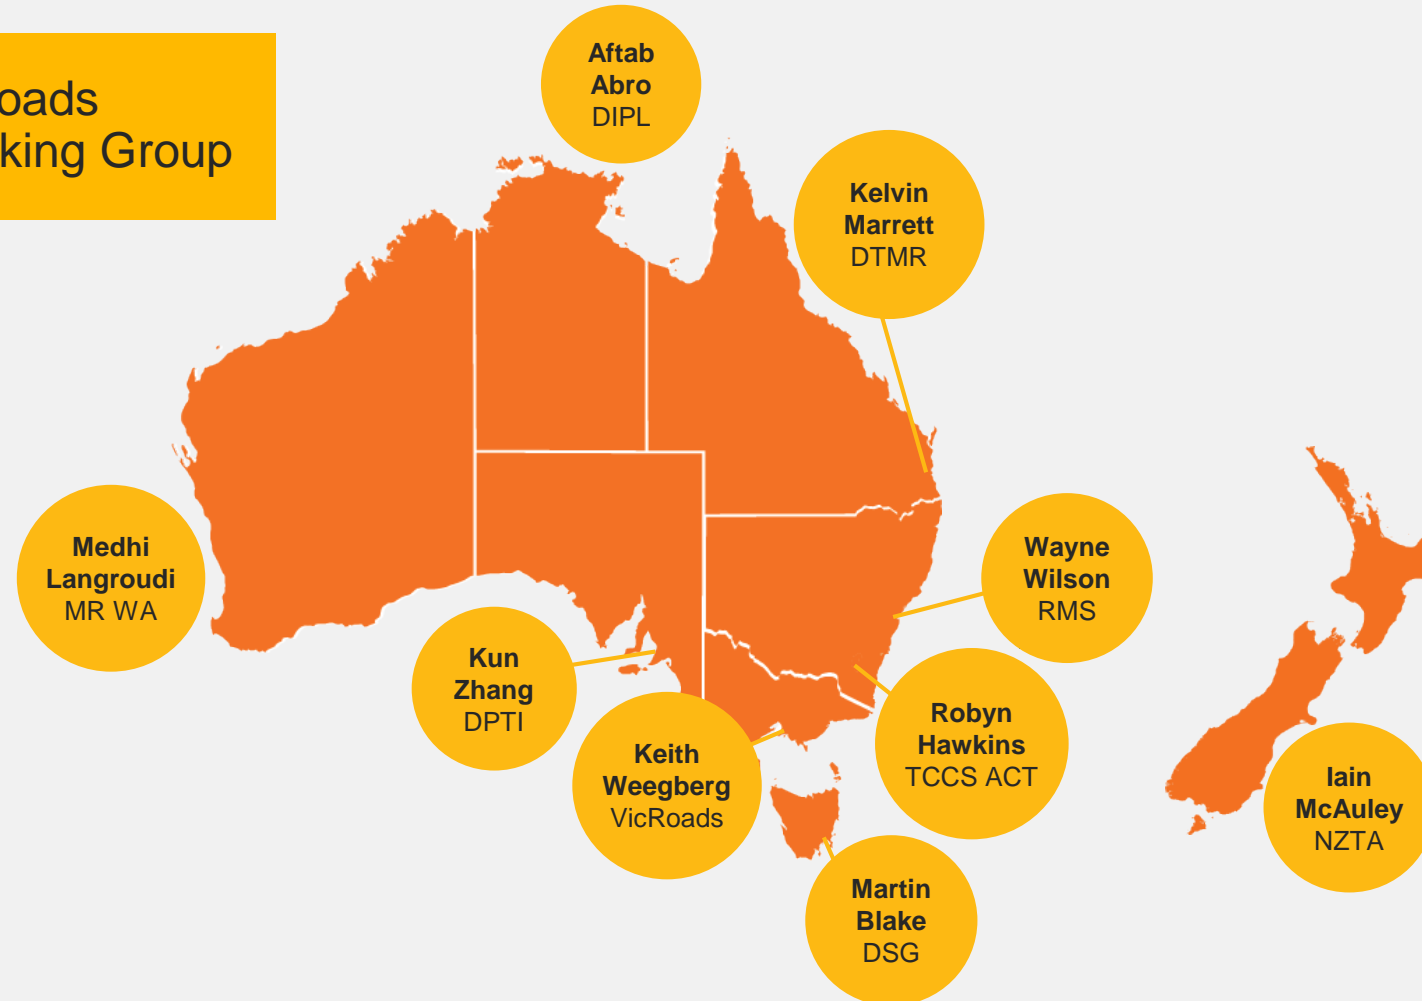 oads
king Group
Aftab
Abro
DIPL
Kelvin
Marrett
DTMR
Medhi
Langroudi
MR WA
Wayne
Wilson
RMS
Kun
Zhang
DPTI
Robyn
Hawkins
TCCS ACT
Keith
Weegberg
VicRoads
Iain
McAuley
NZTA
Martin
Blake
DSG